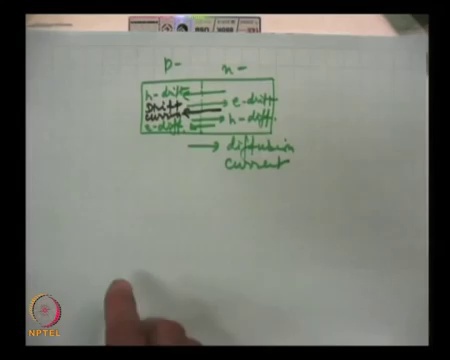 p- n-
h-drift
e-drift
Drift
current
h-diff.
e-diff.
diffusion
current
NPTEL